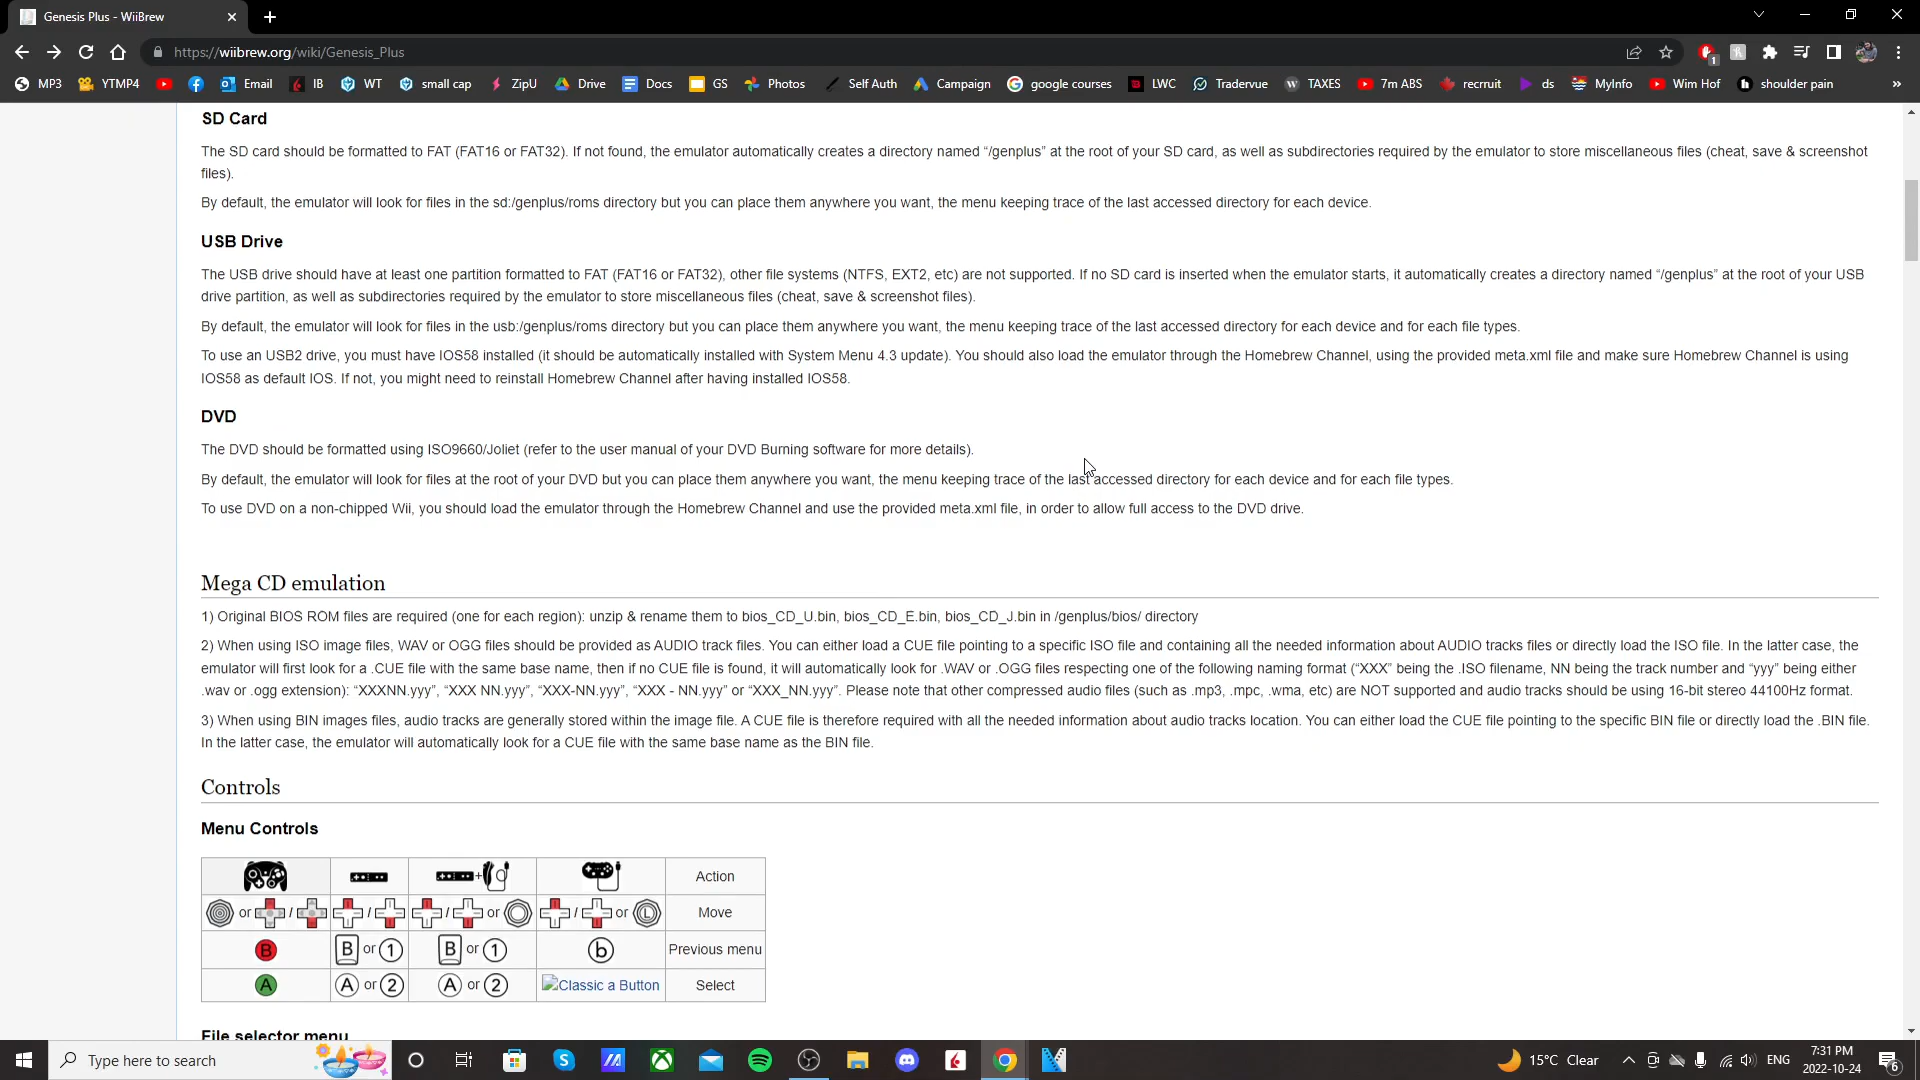 Genesis Plus - WiiBrew
https://wiibrew.org/wiki/Genesis_Plus
1
MP3 YTMP4 Email IB WT small cap ZipU Drive Docs GS Photos Self Auth Campaign google courses LWC Tradervue TAXES 7m ABS recrruit ds MyInfo Wim Hof shoulder pain »
SD Card
The SD card should be formatted to FAT (FAT16 or FAT32). If not found, the emulator automatically creates a directory named “/genplus” at the root of your SD card, as well as subdirectories required by the emulator to store miscellaneous files (cheat, save & screenshot
files).
By default, the emulator will look for files in the sd:/genplus/roms directory but you can place them anywhere you want, the menu keeping trace of the last accessed directory for each device.
USB Drive
The USB drive should have at least one partition formatted to FAT (FAT16 or FAT32), other file systems (NTFS, EXT2, etc) are not supported. If no SD card is inserted when the emulator starts, it automatically creates a directory named “/genplus” at the root of your USB
drive partition, as well as subdirectories required by the emulator to store miscellaneous files (cheat, save & screenshot files).
By default, the emulator will look for files in the usb:/genplus/roms directory but you can place them anywhere you want, the menu keeping trace of the last accessed directory for each device and for each file types.
To use an USB2 drive, you must have IOS58 installed (it should be automatically installed with System Menu 4.3 update). You should also load the emulator through the Homebrew Channel, using the provided meta.xml file and make sure Homebrew Channel is using
IOS58 as default IOS. If not, you might need to reinstall Homebrew Channel after having installed IOS58.
DVD
The DVD should be formatted using ISO9660/Joliet (refer to the user manual of your DVD Burning software for more details).
By default, the emulator will look for files at the root of your DVD but you can place them anywhere you want, the menu keeping trace of the last accessed directory for each device and for each file types.
To use DVD on a non-chipped Wii, you should load the emulator through the Homebrew Channel and use the provided meta.xml file, in order to allow full access to the DVD drive.
Mega CD emulation
1) Original BIOS ROM files are required (one for each region): unzip & rename them to bios_CD_U.bin, bios_CD_E.bin, bios_CD_J.bin in /genplus/bios/ directory
2) When using ISO image files, WAV or OGG files should be provided as AUDIO track files. You can either load a CUE file pointing to a specific ISO file and containing all the needed information about AUDIO tracks files or directly load the ISO file. In the latter case, the
emulator will first look for a .CUE file with the same base name, then if no CUE file is found, it will automatically look for .WAV or .OGG files respecting one of the following naming format (“XXX” being the .ISO filename, NN being the track number and “yyy” being either
.wav or .ogg extension): “XXXNN.yyy”, “XXX NN.yyy”, “XXX-NN.yyy”, “XXX - NN.yyy” or “XXX_NN.yyy”. Please note that other compressed audio files (such as .mp3, .mpc, .wma, etc) are NOT supported and audio tracks should be using 16-bit stereo 44100Hz format.
3) When using BIN images files, audio tracks are generally stored within the image file. A CUE file is therefore required with all the needed information about audio tracks location. You can either load the CUE file pointing to the specific BIN file or directly load the .BIN file.
In the latter case, the emulator will automatically look for a CUE file with the same base name as the BIN file.
Controls
Menu Controls
+ Action
or / / / or / or L Move
B B or 1 B or 1 b Previous menu
A A or 2 A or 2 Classic a Button Select
File selector menu
Type here to search
15°C Clear
ENG
7:31 PM
2022-10-24
6